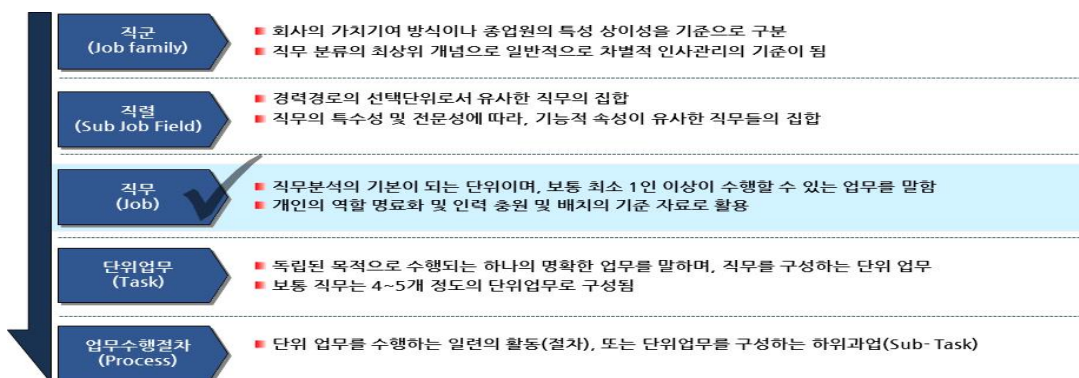 직군
(Job family)
회사의 가치기여 방식이나 종업원의 특성 상이성을 기준으로 구분
직무 분류의 최상위 개념으로 일반적으로 차별적 인사관리의 기준이 됨
직렬
(Sub Job Field)
경력경로의 선택단위로서 유사한 직무의 집합
직무의 특수성 및 전문성에 따라, 기능적 속성이 유사한 직무들의 집합
직무
(Job)
직무분석의 기본이 되는 단위이며, 보통 최소 1인 이상이 수행할 수 있는 업무를 말함
개인의 역할 명료화 및 인력 충원 및 배치의 기준 자료로 활용
단위업무
(Task)
독립된 목적으로 수행되는 하나의 명확한 업무를 말하며, 직무를 구성하는 단위 업무
보통 직무는 4~5개 정도의 단위업무로 구성됨
업무수행절차
(Process)
단위 업무를 수행하는 일련의 활동(절차), 또는 단위업무를 구성하는 하위과업(Sub- Task)